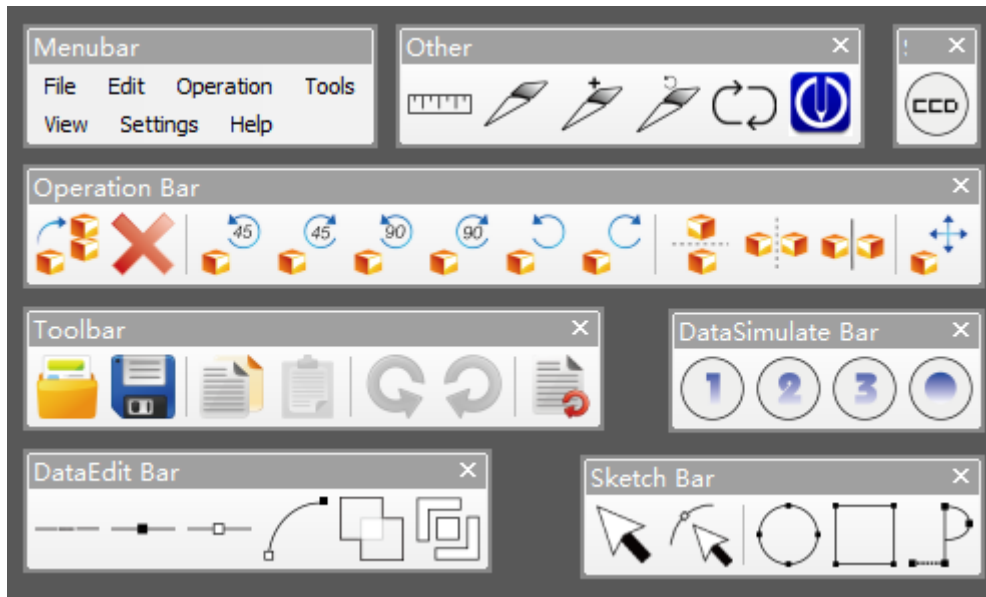 Menubar
File Edit Operation Tools
View Settings Help
Other
CCD
Operation Bar
45 45 90 90
Toolbar
DataSimulate Bar
1 2 3
DataEdit Bar
Sketch Bar